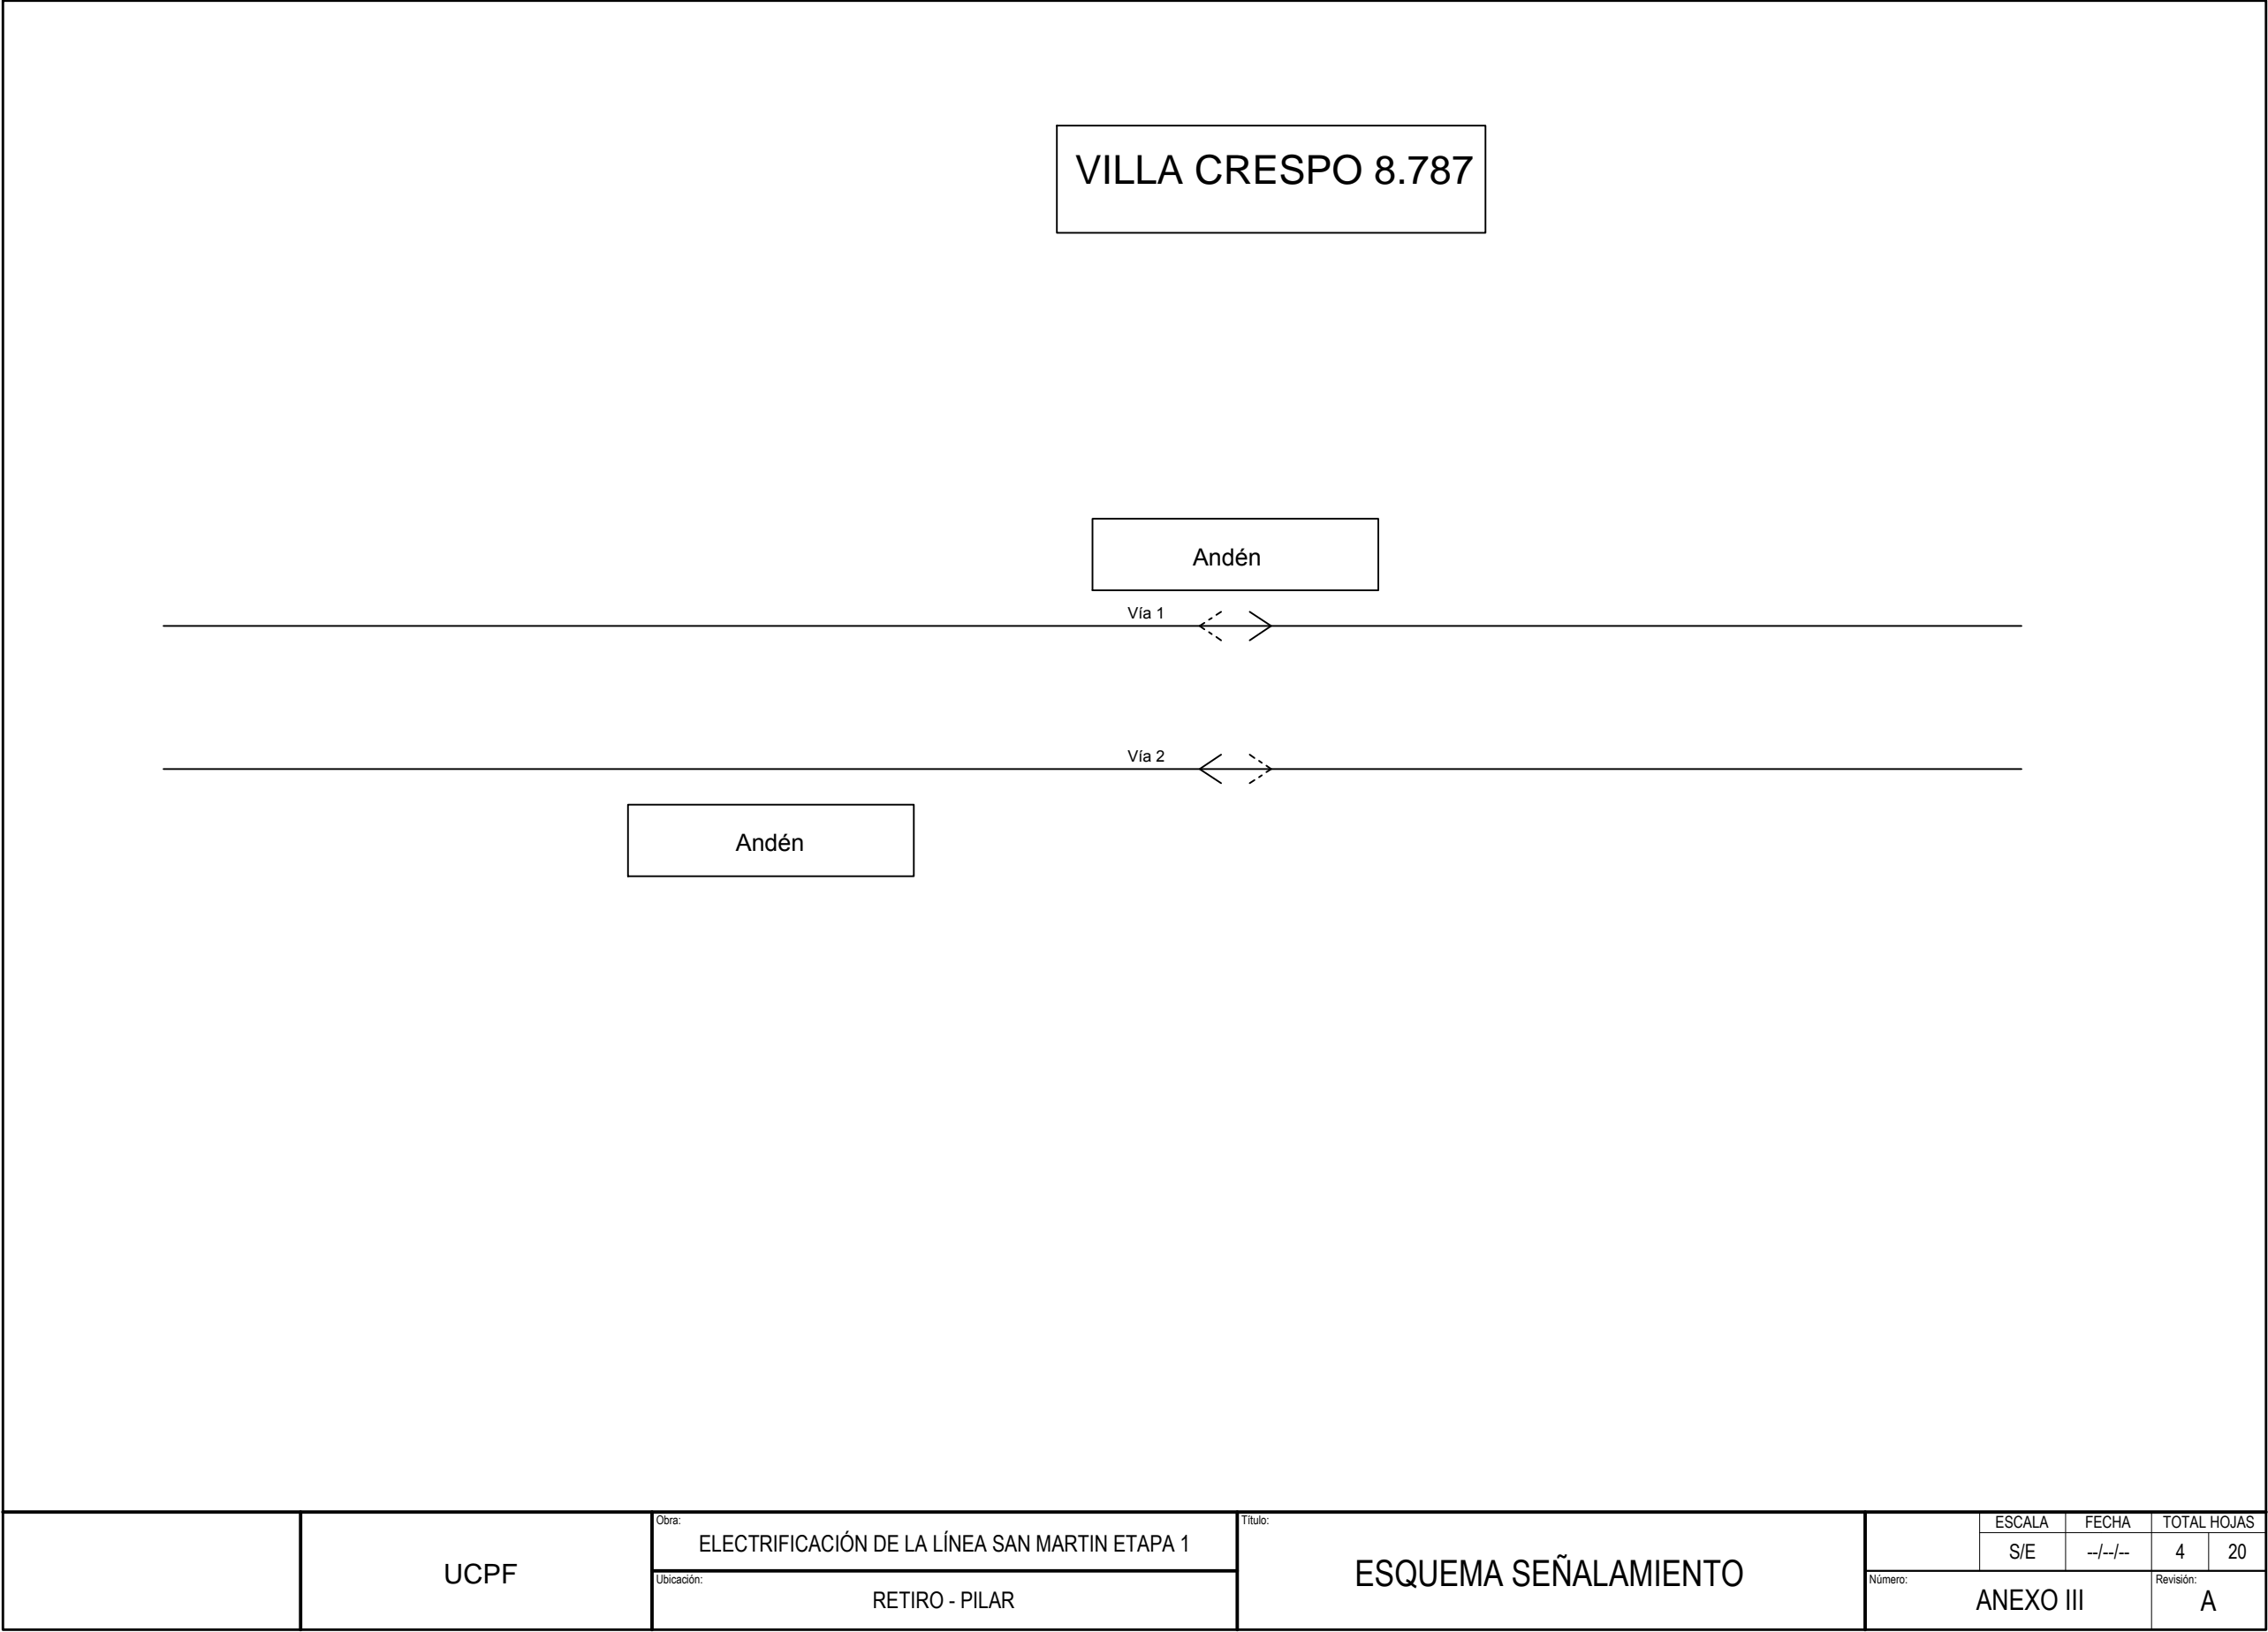 VILLA CRESPO 8.787
Andén
Vía 1
Vía 2
Andén
UCPF
Obra:
ELECTRIFICACIÓN DE LA LÍNEA SAN MARTIN ETAPA 1
Ubicación:
RETIRO - PILAR
Título:
ESQUEMA SEÑALAMIENTO
ESCALA FECHA TOTAL HOJAS
S/E --/--/-- 4 20
Número:
ANEXO III
Revisión:
A